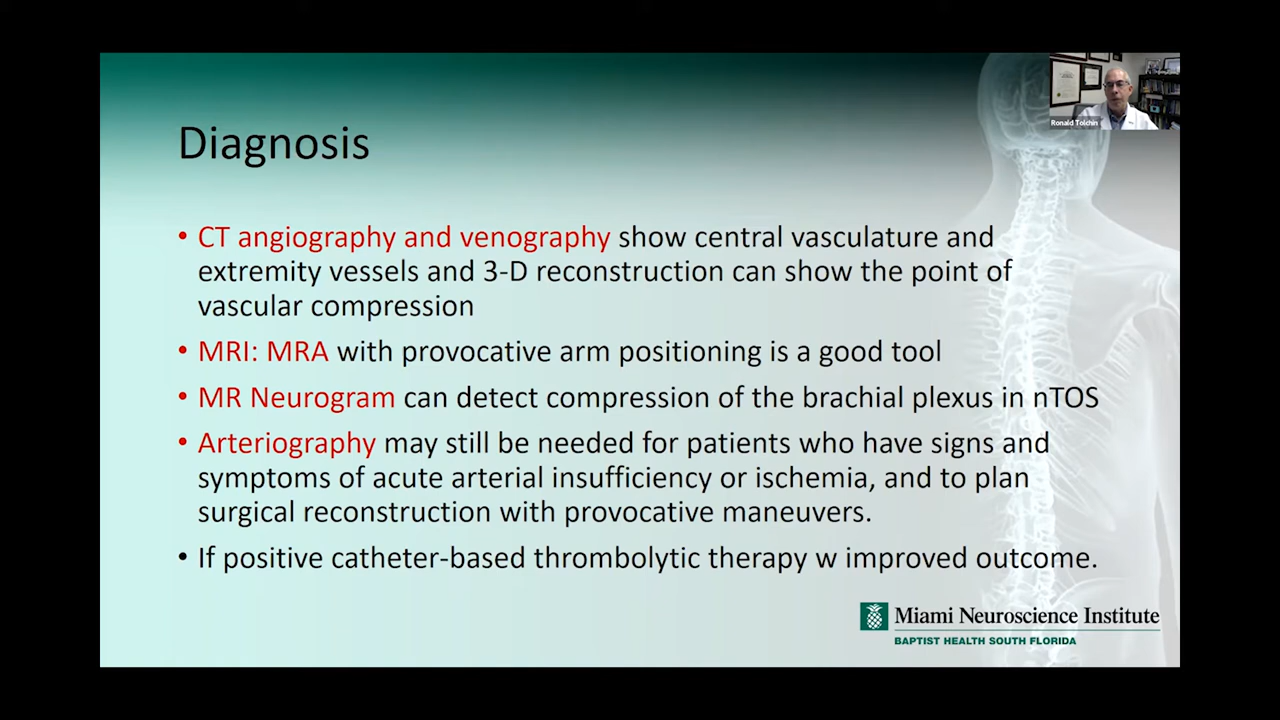 Ronald Tolchin
Diagnosis
• CT angiography and venography show central vasculature and
extremity vessels and 3-D reconstruction can show the point of
vascular compression
• MRI: MRA with provocative arm positioning is a good tool
• MR Neurogram can detect compression of the brachial plexus in nTOS
• Arteriography may still be needed for patients who have signs and
symptoms of acute arterial insufficiency or ischemia, and to plan
surgical reconstruction with provocative maneuvers.
• If positive catheter-based thrombolytic therapy w improved outcome.
Miami Neuroscience Institute
BAPTIST HEALTH SOUTH FLORIDA